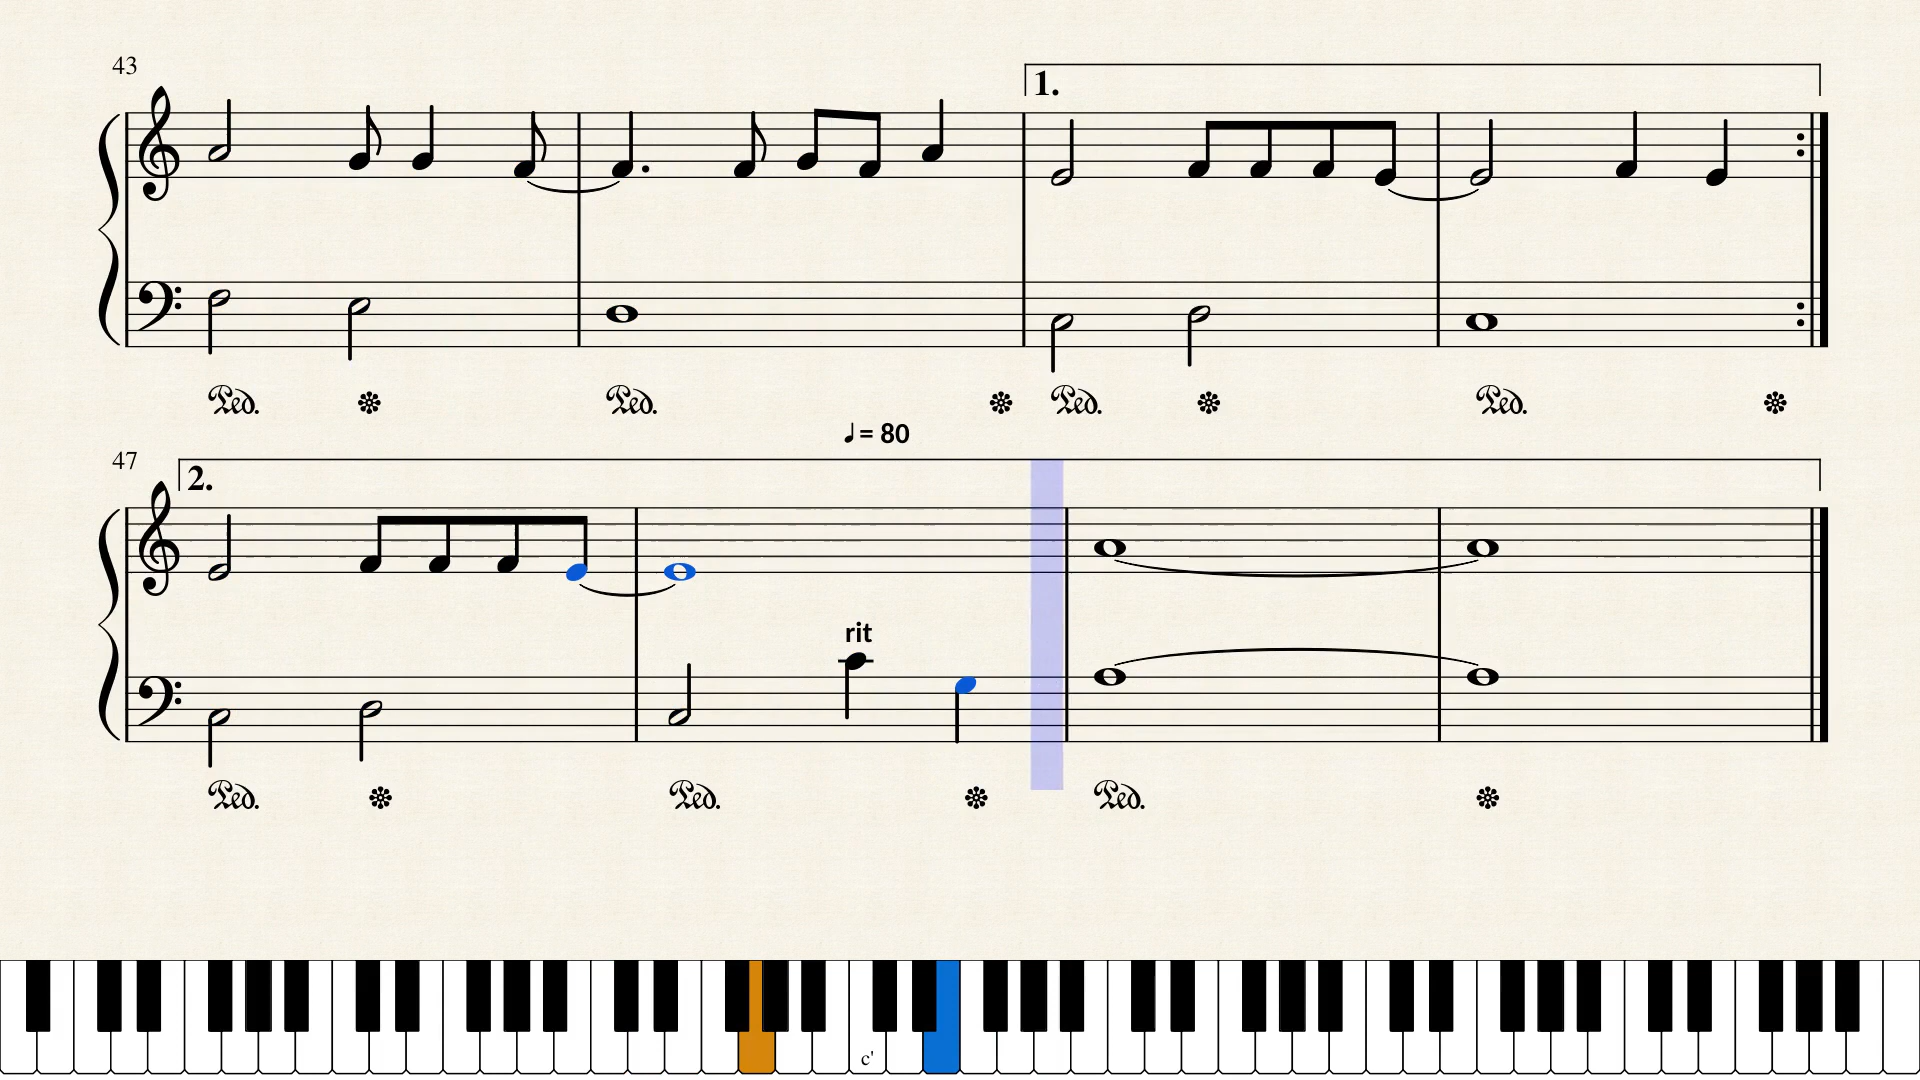 43
1.
Ped. Ped. Ped. Ped.
♩= 80
47
2.
rit
Ped. Ped. Ped.
c'